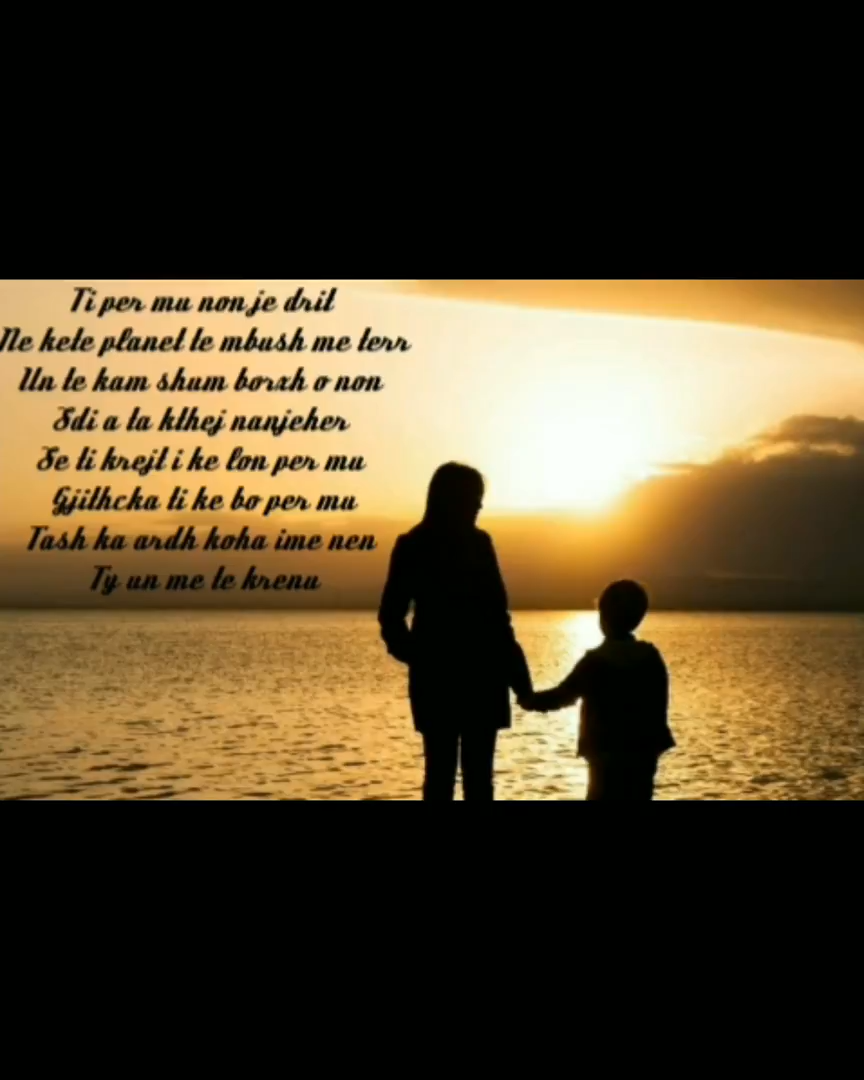 Ti per mu non je drit
Ne kete planet te mbush me terr
Un te kam shum borxh o non
Sdi a ta kthej nanjeher
Se ti krejt i ke lon per mu
Gjithcka ti ke bo per mu
Tash ka ardh koha ime nen
Ty un me te krenu